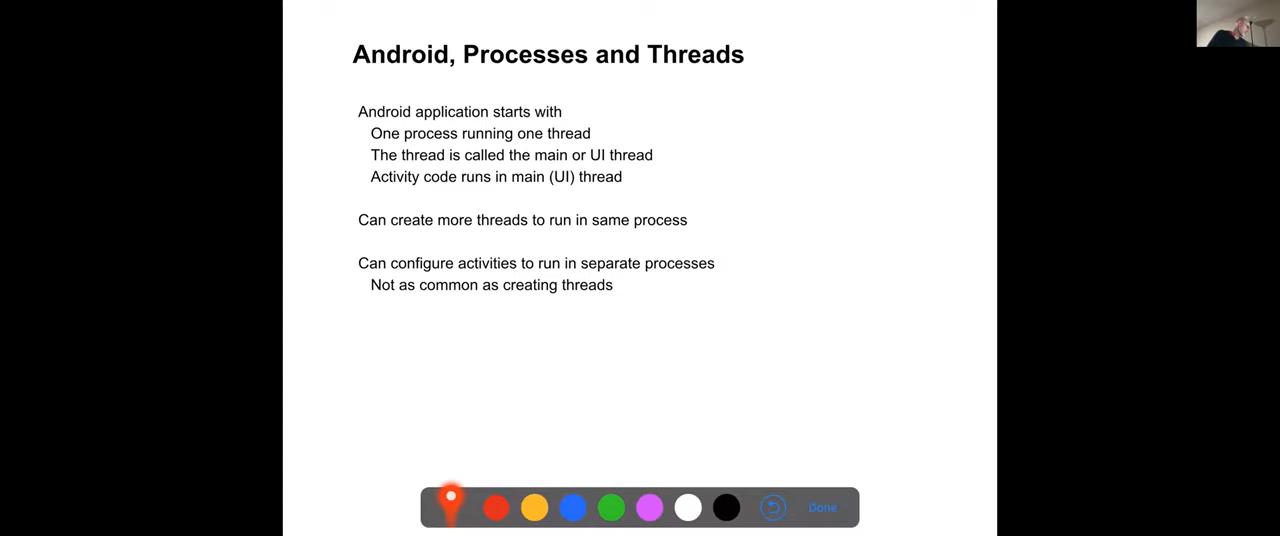 Android, Processes and Threads
Android application starts with
One process running one thread
The thread is called the main or UI thread
Activity code runs in main (UI) thread
Can create more threads to run in same process
Can configure activities to run in separate processes
Not as common as creating threads
Done